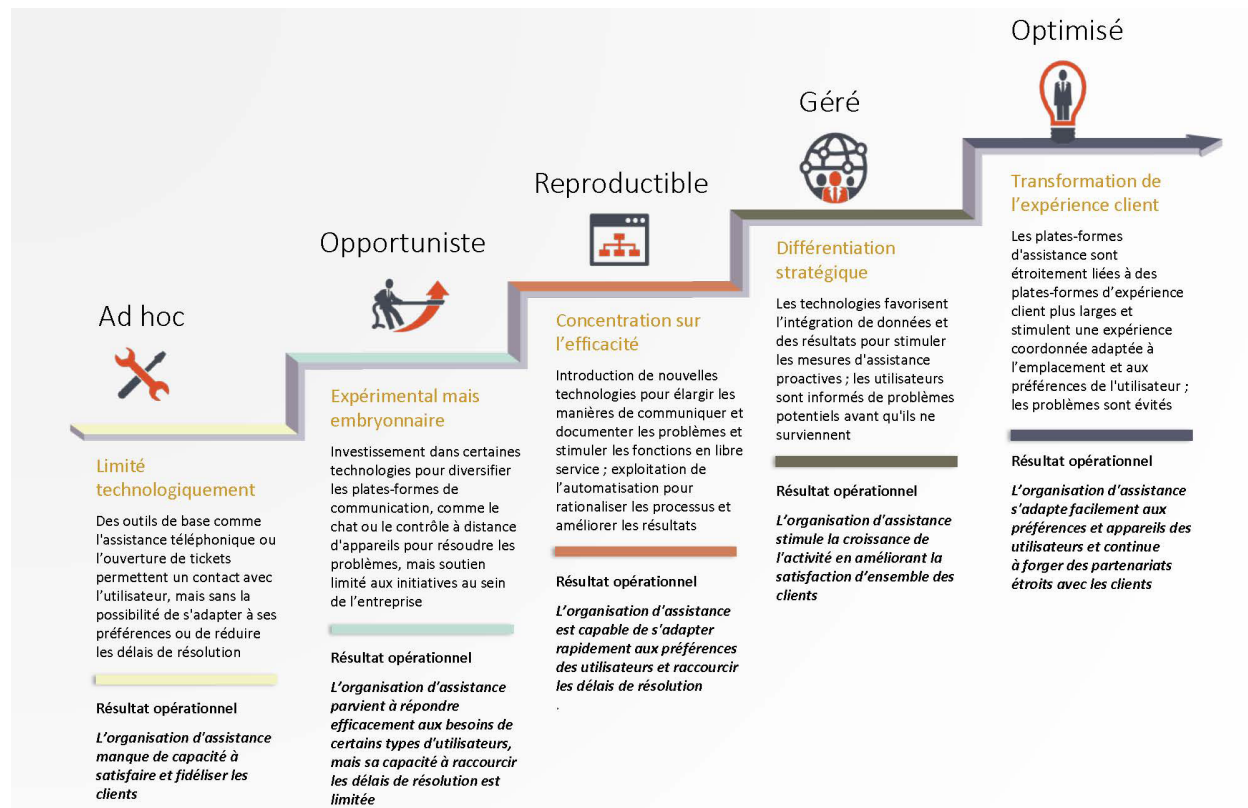 Ad hoc
Limité
technologiquement
Des outils de base comme
l'assistance téléphonique ou
l’ouverture de tickets
permettent un contact avec
l’utilisateur, mais sans la
possibilité de s'adapter à ses
préférences ou de réduire
les délais de résolution
Résultat opérationnel
L’organisation d'assistance
manque de capacité à
satisfaire et fidéliser les
clients
Opportuniste
Expérimental mais
embryonnaire
Investissement dans certaines
technologies pour diversifier
les plates-formes de
communication, comme le
chat ou le contrôle à distance
d'appareils pour résoudre les
problèmes, mais soutien
limité aux initiatives au sein
de l’entreprise
Résultat opérationnel
L’organisation d'assistance
parvient à répondre
efficacement aux besoins de
certains types d'utilisateurs,
mais sa capacité à raccourcir
les délais de résolution est
limitée
Reproductible
Concentration sur
l’efficacité
Introduction de nouvelles
technologies pour élargir les
manières de communiquer et
documenter les problèmes et
stimuler les fonctions en libre
service ; exploitation de
l’automatisation pour
rationaliser les processus et
améliorer les résultats
Résultat opérationnel
L’organisation d'assistance
est capable de s'adapter
rapidement aux préférences
des utilisateurs et raccourcir
les délais de résolution
.
Géré
Différentiation
stratégique
Les technologies favorisent
l’intégration de données et
des résultats pour stimuler
les mesures d'assistance
proactives ; les utilisateurs
sont informés de problèmes
potentiels avant qu'ils ne
surviennent
Résultat opérationnel
L’organisation d'assistance
stimule la croissance de
l’activité en améliorant la
satisfaction d’ensemble des
clients
Optimisé
Transformation de
l’expérience client
Les plates-formes
d'assistance sont
étroitement liées à des
plates-formes d’expérience
client plus larges et
stimulent une expérience
coordonnée adaptée à
l’emplacement et aux
préférences de l'utilisateur ;
les problèmes sont évités
Résultat opérationnel
L’organisation d'assistance
s’adapte facilement aux
préférences et appareils des
utilisateurs et continue
à forger des partenariats
étroits avec les clients